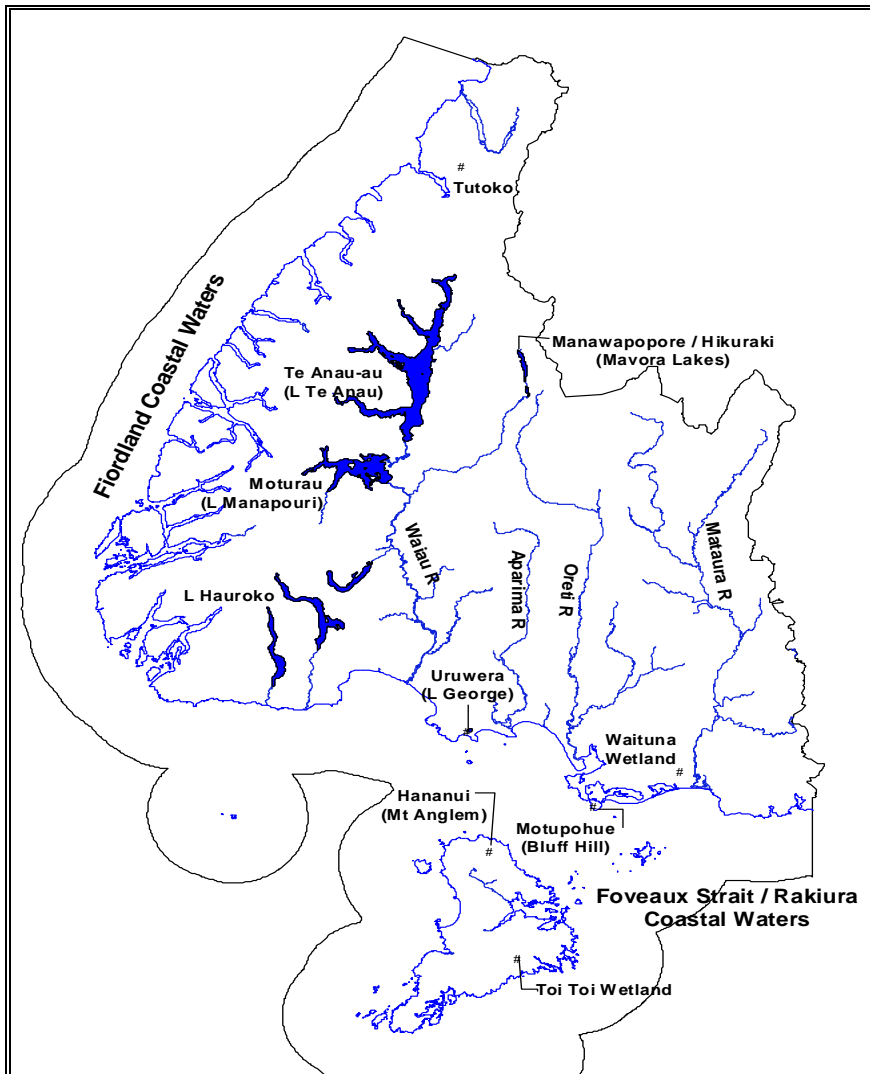 #
Tutoko
Fiordland Coastal Waters
Manawapopore / Hikuraki
(Mavora Lakes)
Te Anau-au
(L Te Anau)
Moturau
(L Manapouri)
Waiau R
Aparima R
Oreti R
Mataura R
L Hauroko
Uruwera
(L George)
#
Waituna
Wetland
#
Hananui
(Mt Anglem)
#
#
Motupohue
(Bluff Hill)
Foveaux Strait / Rakiura
Coastal Waters
#
Toi Toi Wetland